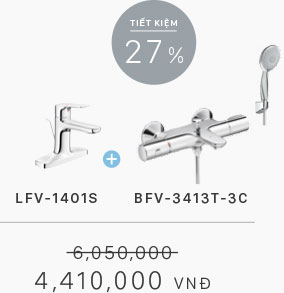 TIẾT KIỆM
27 %
LFV-1401S
BFV-3413T-3C
6,050,000
4,410,000 VNĐ